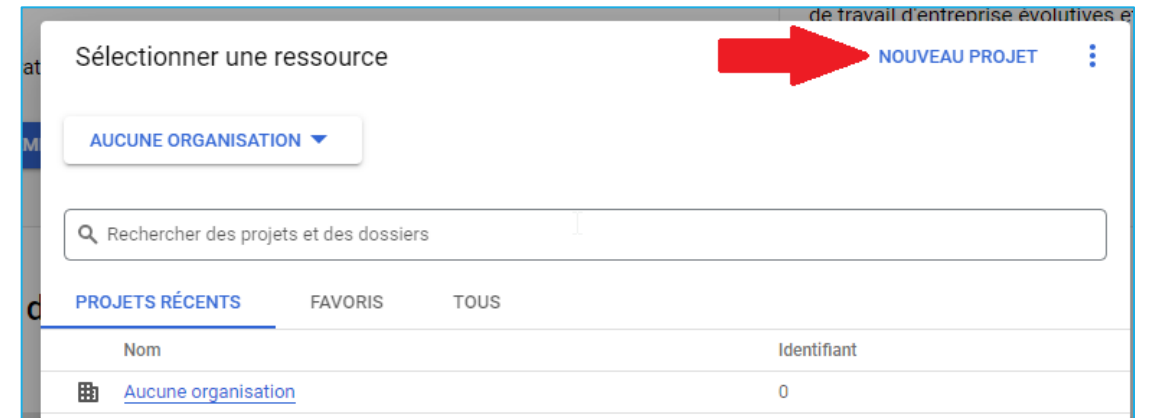 de travail d'entreprise évolutives e
Sélectionner une ressource
NOUVEAU PROJET
at
AUCUNE ORGANISATION
M
Rechercher des projets et des dossiers
d
PROJETS RÉCENTS FAVORIS TOUS
Nom Identifiant
Aucune organisation 0